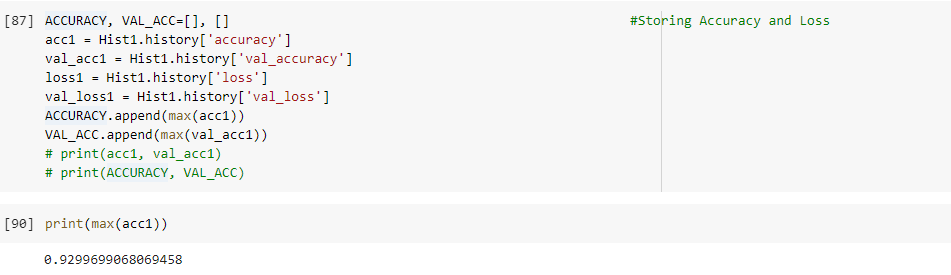 [87] ACCURACY, VAL_ACC=[], [] #Storing Accuracy and Loss
acc1 = Hist1.history['accuracy']
val_acc1 = Hist1.history['val_accuracy']
loss1 = Hist1.history['loss']
val_loss1 = Hist1.history['val_loss']
ACCURACY.append(max(acc1))
VAL_ACC.append(max(val_acc1))
# print(acc1, val_acc1)
# print(ACCURACY, VAL_ACC)
[90] print(max(acc1))
0.9299699068069458